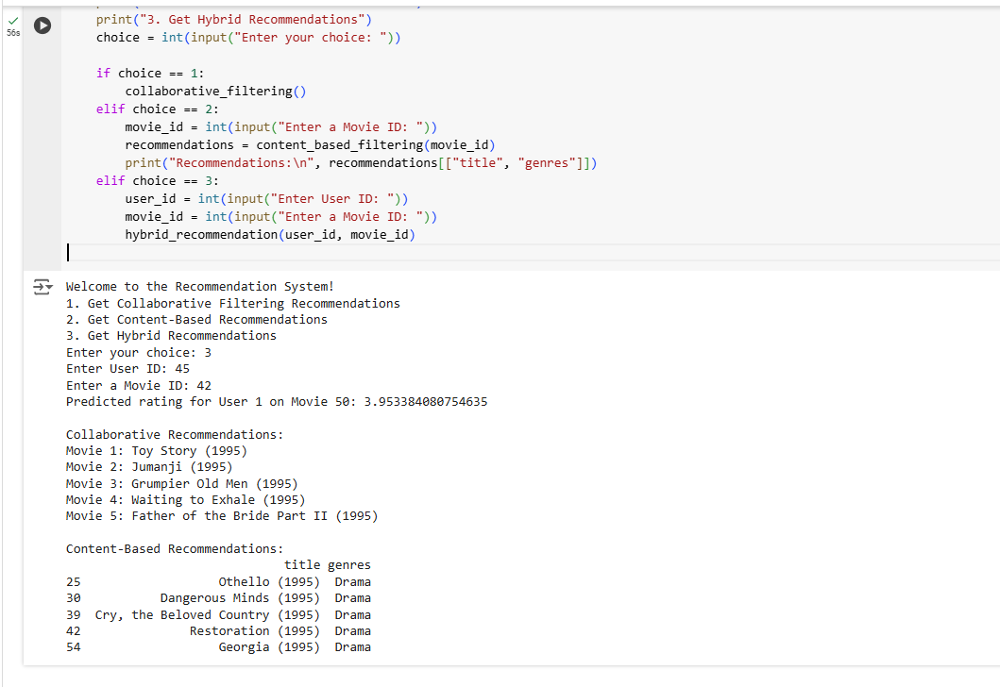 print("3. Get Hybrid Recommendations")
56s
choice = int(input("Enter your choice: "))
if choice == 1:
collaborative_filtering()
elif choice == 2:
movie_id = int(input("Enter a Movie ID: "))
recommendations = content_based_filtering(movie_id)
print("Recommendations:\n", recommendations[["title", "genres"]])
elif choice == 3:
user_id = int(input("Enter User ID: "))
movie_id = int(input("Enter a Movie ID: "))
hybrid_recommendation(user_id, movie_id)
Welcome to the Recommendation System!
1. Get Collaborative Filtering Recommendations
2. Get Content-Based Recommendations
3. Get Hybrid Recommendations
Enter your choice: 3
Enter User ID: 45
Enter a Movie ID: 42
Predicted rating for User 1 on Movie 50: 3.953384080754635
Collaborative Recommendations:
Movie 1: Toy Story (1995)
Movie 2: Jumanji (1995)
Movie 3: Grumpier Old Men (1995)
Movie 4: Waiting to Exhale (1995)
Movie 5: Father of the Bride Part II (1995)
Content-Based Recommendations:
title genres
25 Othello (1995) Drama
30 Dangerous Minds (1995) Drama
39 Cry, the Beloved Country (1995) Drama
42 Restoration (1995) Drama
54 Georgia (1995) Drama